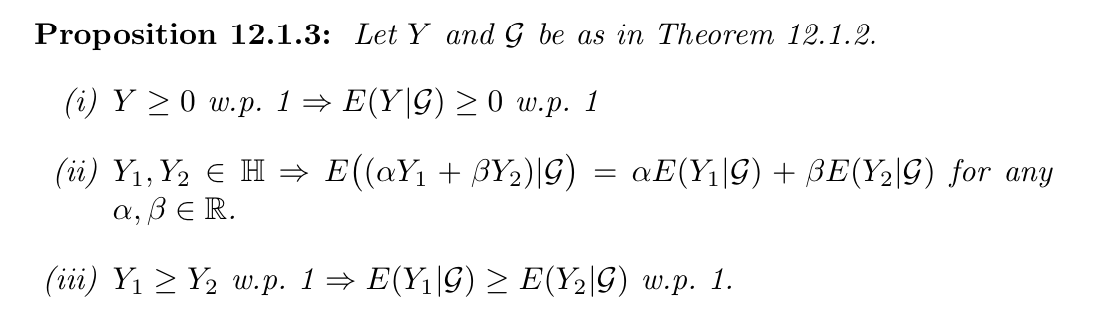 Proposition 12.1.3: Let Y and 𝒢 be as in Theorem 12.1.2.
(i) Y ≥ 0 w.p. 1 ⇒ E(Y|𝒢) ≥ 0 w.p. 1
(ii) Y₁, Y₂ ∈ ℍ ⇒ E((αY₁ + βY₂)|𝒢) = αE(Y₁|𝒢) + βE(Y₂|𝒢) for any
α, β ∈ ℝ.
(iii) Y₁ ≥ Y₂ w.p. 1 ⇒ E(Y₁|𝒢) ≥ E(Y₂|𝒢) w.p. 1.